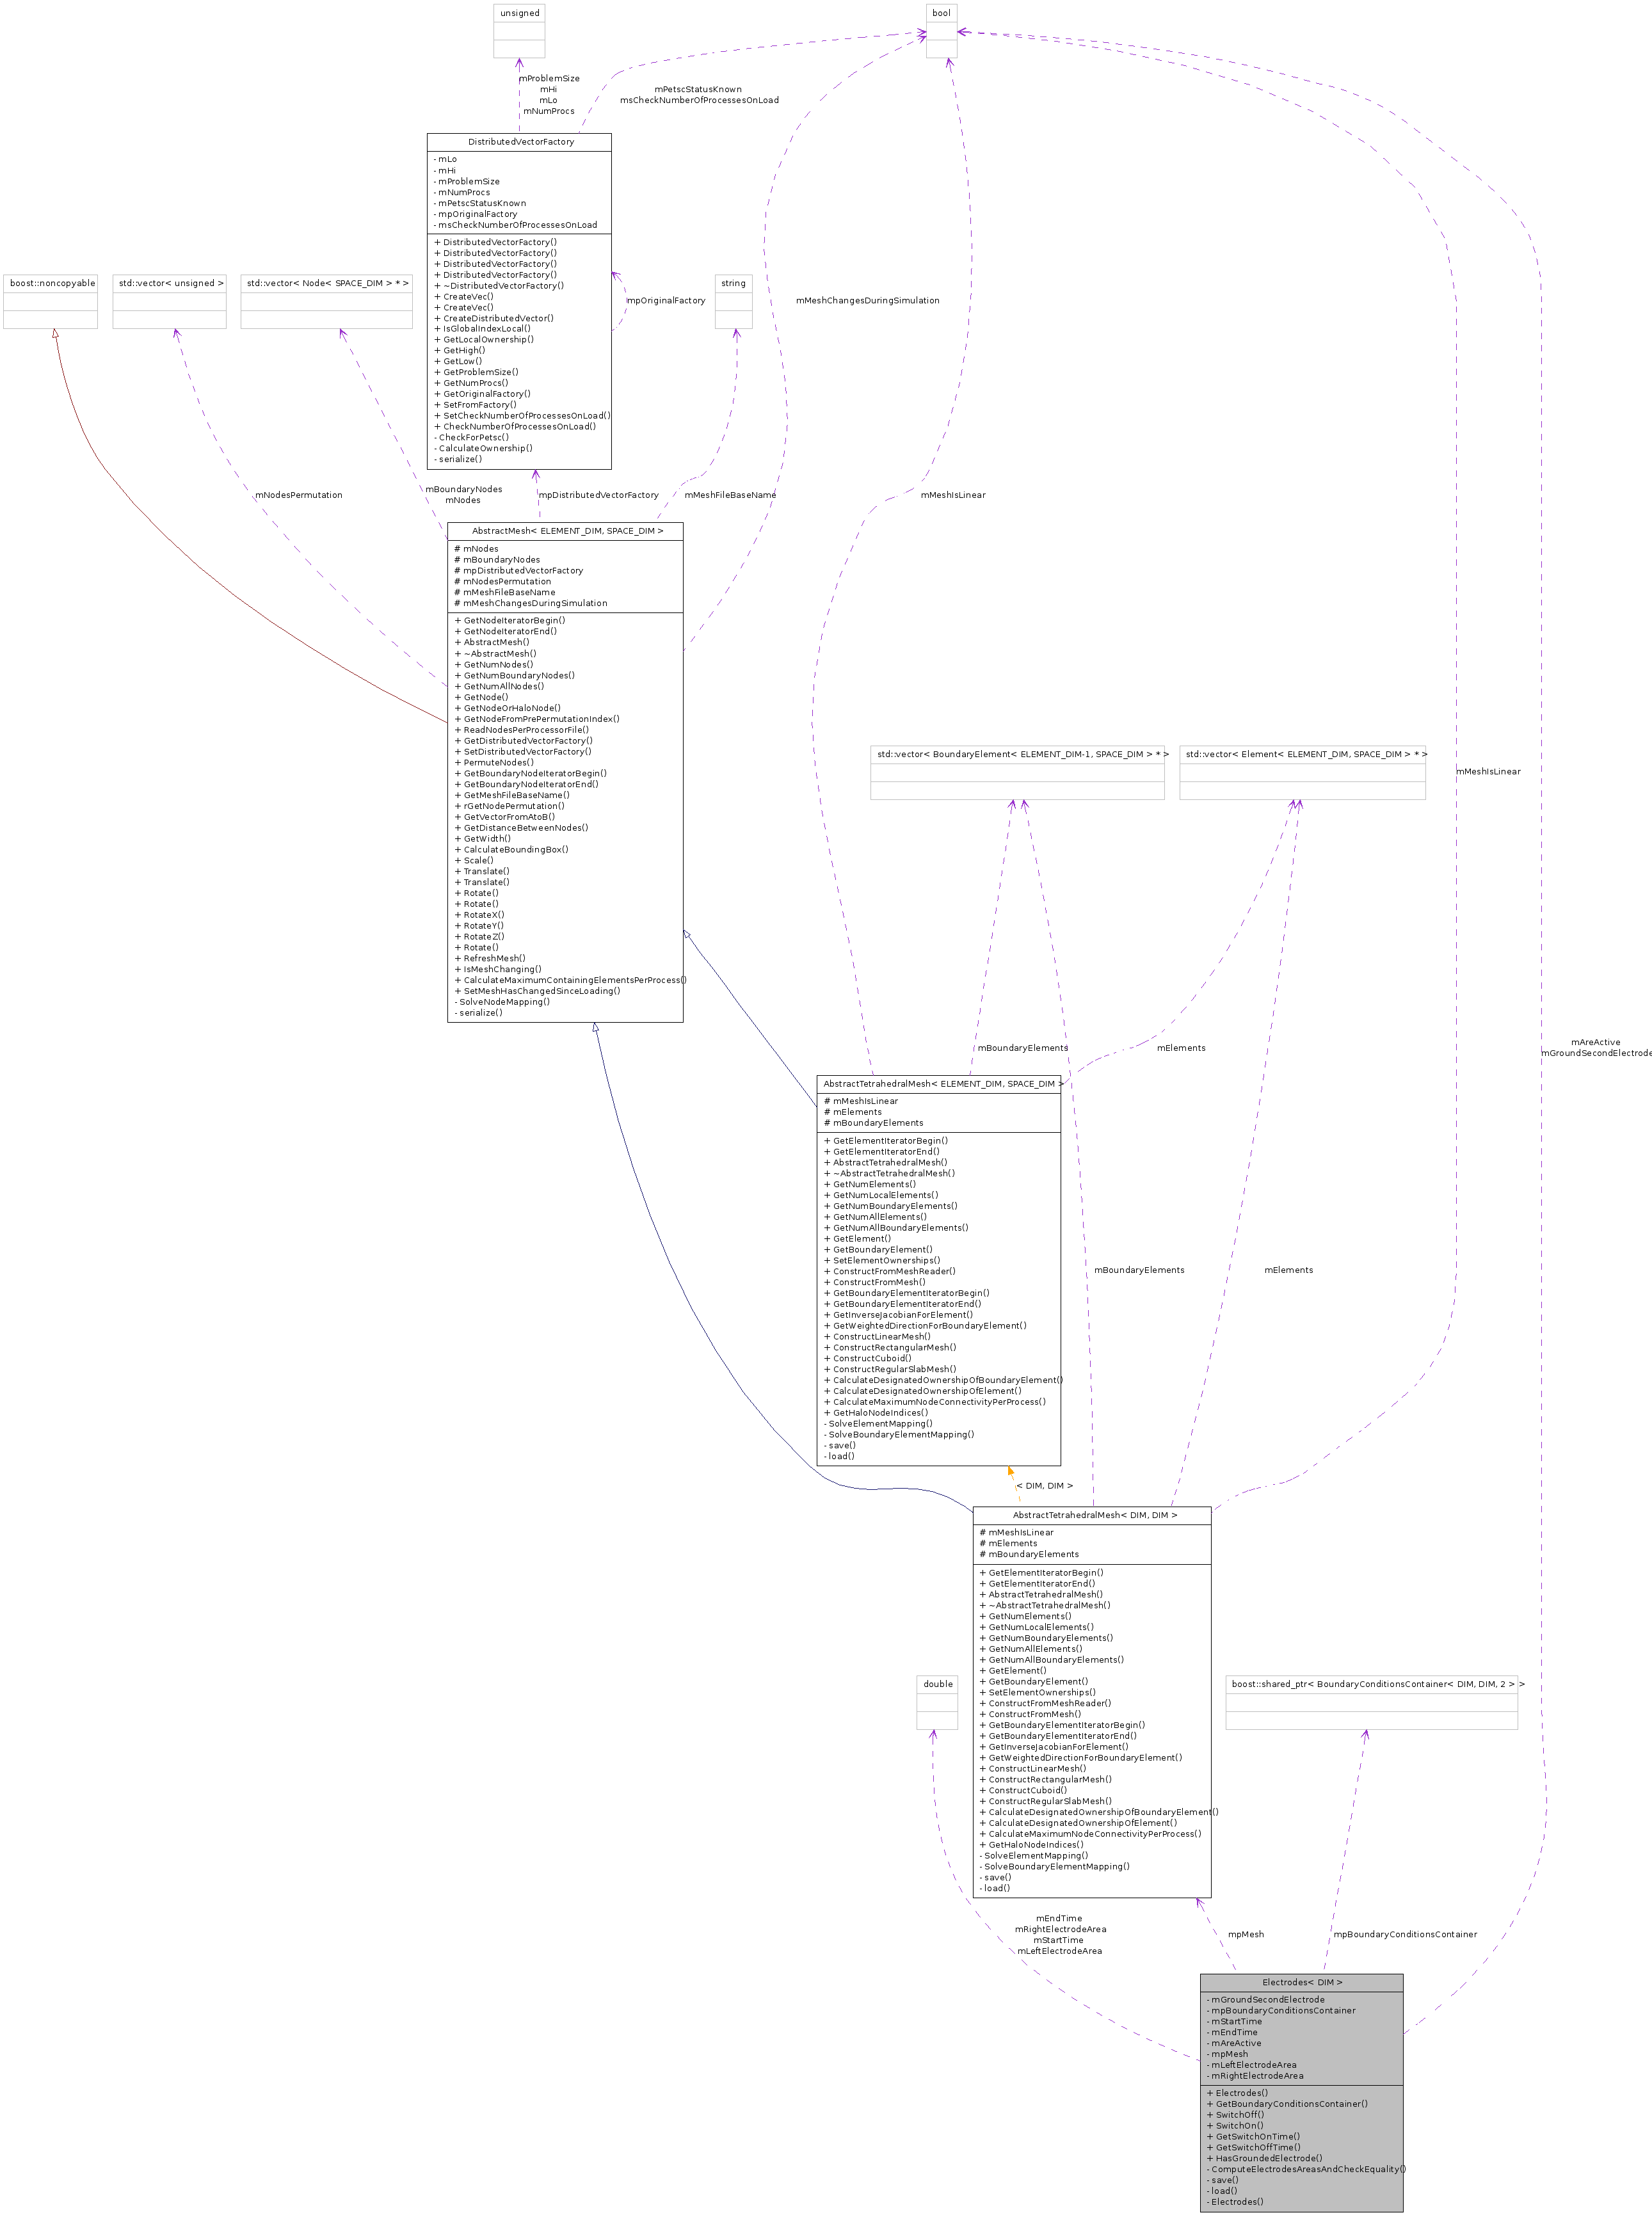 unsigned
bool
mProblemSize
mHi
mLo
mNumProcs
mPetscStatusKnown
msCheckNumberOfProcessesOnLoad
DistributedVectorFactory
- mLo
- mHi
- mProblemSize
- mNumProcs
- mPetscStatusKnown
- mpOriginalFactory
- msCheckNumberOfProcessesOnLoad
+ DistributedVectorFactory()
+ DistributedVectorFactory()
+ DistributedVectorFactory()
+ DistributedVectorFactory()
+ ~DistributedVectorFactory()
+ CreateVec()
+ CreateVec()
+ CreateDistributedVector()
+ IsGlobalIndexLocal()
+ GetLocalOwnership()
+ GetHigh()
+ GetLow()
+ GetProblemSize()
+ GetNumProcs()
+ GetOriginalFactory()
+ SetFromFactory()
+ SetCheckNumberOfProcessesOnLoad()
+ CheckNumberOfProcessesOnLoad()
- CheckForPetsc()
- CalculateOwnership()
- serialize()
boost::noncopyable
std::vector< unsigned >
std::vector< Node< SPACE_DIM > * >
string
mpOriginalFactory
mMeshChangesDuringSimulation
mNodesPermutation
mBoundaryNodes
mNodes
mpDistributedVectorFactory
mMeshFileBaseName
mMeshIsLinear
AbstractMesh< ELEMENT_DIM, SPACE_DIM >
# mNodes
# mBoundaryNodes
# mpDistributedVectorFactory
# mNodesPermutation
# mMeshFileBaseName
# mMeshChangesDuringSimulation
+ GetNodeIteratorBegin()
+ GetNodeIteratorEnd()
+ AbstractMesh()
+ ~AbstractMesh()
+ GetNumNodes()
+ GetNumBoundaryNodes()
+ GetNumAllNodes()
+ GetNode()
+ GetNodeOrHaloNode()
+ GetNodeFromPrePermutationIndex()
+ ReadNodesPerProcessorFile()
+ GetDistributedVectorFactory()
+ SetDistributedVectorFactory()
+ PermuteNodes()
+ GetBoundaryNodeIteratorBegin()
+ GetBoundaryNodeIteratorEnd()
+ GetMeshFileBaseName()
+ rGetNodePermutation()
+ GetVectorFromAtoB()
+ GetDistanceBetweenNodes()
+ GetWidth()
+ CalculateBoundingBox()
+ Scale()
+ Translate()
+ Translate()
+ Rotate()
+ Rotate()
+ RotateX()
+ RotateY()
+ RotateZ()
+ Rotate()
+ RefreshMesh()
+ IsMeshChanging()
+ CalculateMaximumContainingElementsPerProcess()
+ SetMeshHasChangedSinceLoading()
- SolveNodeMapping()
- serialize()
std::vector< BoundaryElement< ELEMENT_DIM-1, SPACE_DIM > * >
std::vector< Element< ELEMENT_DIM, SPACE_DIM > * >
mMeshIsLinear
mBoundaryElements
mElements
mAreActive
mGroundSecondElectrode
AbstractTetrahedralMesh< ELEMENT_DIM, SPACE_DIM >
# mMeshIsLinear
# mElements
# mBoundaryElements
+ GetElementIteratorBegin()
+ GetElementIteratorEnd()
+ AbstractTetrahedralMesh()
+ ~AbstractTetrahedralMesh()
+ GetNumElements()
+ GetNumLocalElements()
+ GetNumBoundaryElements()
+ GetNumAllElements()
+ GetNumAllBoundaryElements()
+ GetElement()
+ GetBoundaryElement()
+ SetElementOwnerships()
+ ConstructFromMeshReader()
+ ConstructFromMesh()
+ GetBoundaryElementIteratorBegin()
+ GetBoundaryElementIteratorEnd()
+ GetInverseJacobianForElement()
+ GetWeightedDirectionForBoundaryElement()
+ ConstructLinearMesh()
+ ConstructRectangularMesh()
+ ConstructCuboid()
+ ConstructRegularSlabMesh()
+ CalculateDesignatedOwnershipOfBoundaryElement()
+ CalculateDesignatedOwnershipOfElement()
+ CalculateMaximumNodeConnectivityPerProcess()
+ GetHaloNodeIndices()
- SolveElementMapping()
- SolveBoundaryElementMapping()
- save()
- load()
mBoundaryElements
mElements
< DIM, DIM >
AbstractTetrahedralMesh< DIM, DIM >
# mMeshIsLinear
# mElements
# mBoundaryElements
+ GetElementIteratorBegin()
+ GetElementIteratorEnd()
+ AbstractTetrahedralMesh()
+ ~AbstractTetrahedralMesh()
+ GetNumElements()
+ GetNumLocalElements()
+ GetNumBoundaryElements()
+ GetNumAllElements()
+ GetNumAllBoundaryElements()
+ GetElement()
+ GetBoundaryElement()
+ SetElementOwnerships()
+ ConstructFromMeshReader()
+ ConstructFromMesh()
+ GetBoundaryElementIteratorBegin()
+ GetBoundaryElementIteratorEnd()
+ GetInverseJacobianForElement()
+ GetWeightedDirectionForBoundaryElement()
+ ConstructLinearMesh()
+ ConstructRectangularMesh()
+ ConstructCuboid()
+ ConstructRegularSlabMesh()
+ CalculateDesignatedOwnershipOfBoundaryElement()
+ CalculateDesignatedOwnershipOfElement()
+ CalculateMaximumNodeConnectivityPerProcess()
+ GetHaloNodeIndices()
- SolveElementMapping()
- SolveBoundaryElementMapping()
- save()
- load()
double
boost::shared_ptr< BoundaryConditionsContainer< DIM, DIM, 2 > >
mEndTime
mRightElectrodeArea
mStartTime
mLeftElectrodeArea
mpMesh
mpBoundaryConditionsContainer
Electrodes< DIM >
- mGroundSecondElectrode
- mpBoundaryConditionsContainer
- mStartTime
- mEndTime
- mAreActive
- mpMesh
- mLeftElectrodeArea
- mRightElectrodeArea
+ Electrodes()
+ GetBoundaryConditionsContainer()
+ SwitchOff()
+ SwitchOn()
+ GetSwitchOnTime()
+ GetSwitchOffTime()
+ HasGroundedElectrode()
- ComputeElectrodesAreasAndCheckEquality()
- save()
- load()
- Electrodes()